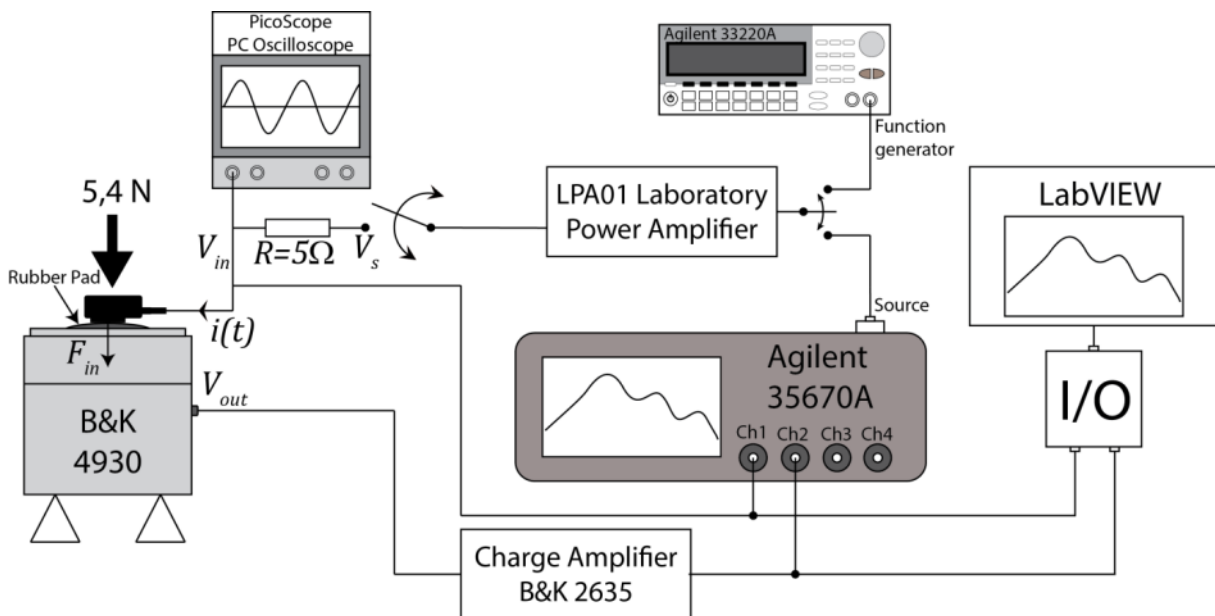 PicoScope
PC Oscilloscope
Agilent 33220A
Function
generator
5,4 N
LPA01 Laboratory
Power Amplifier
LabVIEW
V_in
R=5Ω
V_s
Rubber Pad
i(t)
Source
F_in
V_out
Agilent
35670A
I/O
B&K
4930
Ch1 Ch2 Ch3 Ch4
Charge Amplifier
B&K 2635